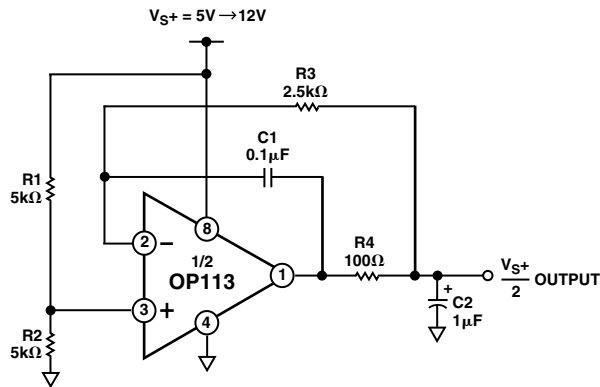 V_S+ = 5V → 12V
R3
2.5kΩ
C1
0.1µF
R1
5kΩ
8
2
–
1/2
OP113
1
R4
100Ω
V_S+
2
OUTPUT
3
+
4
+
C2
1µF
R2
5kΩ